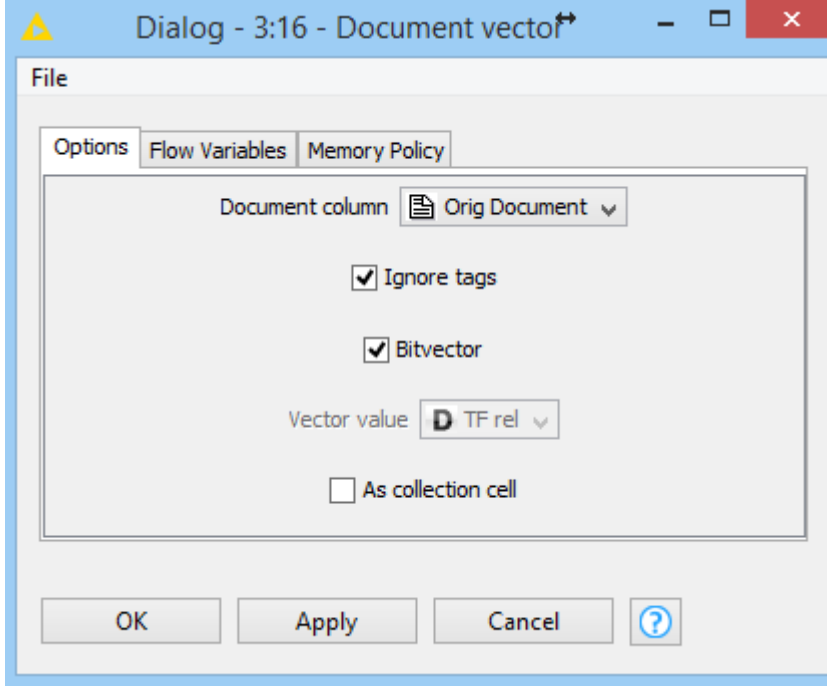 Dialog - 3:16 - Document vector
File
Options Flow Variables Memory Policy
Document column Orig Document
Ignore tags
Bitvector
Vector value D TF rel
As collection cell
OK Apply Cancel ?